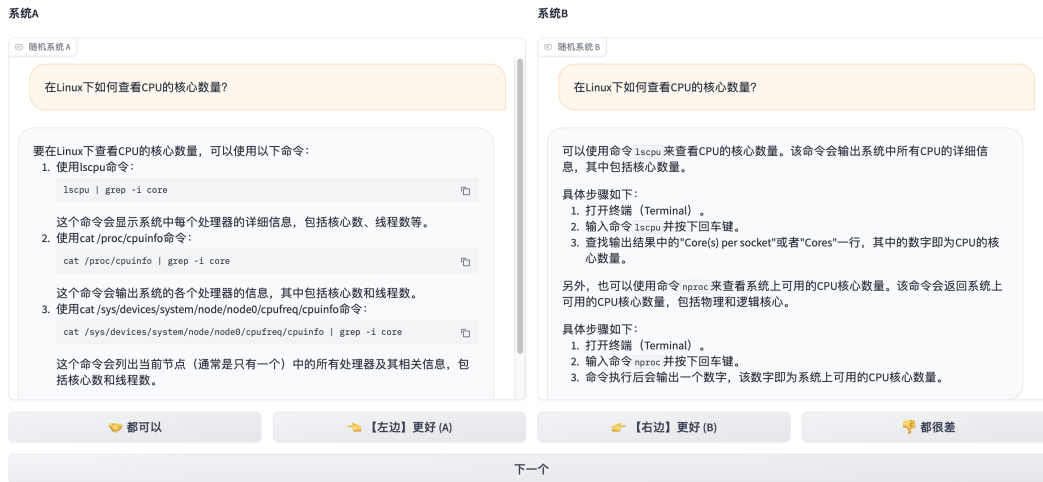 系统A
随机系统 A
在Linux下如何查看CPU的核心数量?
要在Linux下查看CPU的核心数量，可以使用以下命令：
1. 使用lscpu命令：
lscpu | grep -i core
这个命令会显示系统中每个处理器的详细信息，包括核心数、线程数等。
2. 使用cat /proc/cpuinfo命令：
cat /proc/cpuinfo | grep -i core
这个命令会输出系统的各个处理器的信息，其中包括核心数和线程数。
3. 使用cat /sys/devices/system/node/node0/cpufreq/cpuinfo命令：
cat /sys/devices/system/node/node0/cpufreq/cpuinfo | grep -i core
这个命令会列出当前节点（通常是只有一个）中的所有处理器及其相关信息，包
括核心数和线程数。
系统B
随机系统 B
在Linux下如何查看CPU的核心数量?
可以使用命令lscpu来查看CPU的核心数量。该命令会输出系统中所有CPU的详细信
息，其中包括核心数量。
具体步骤如下：
1. 打开终端（Terminal）。
2. 输入命令lscpu并按下回车键。
3. 查找输出结果中的"Core(s) per socket"或者"Cores"一行，其中的数字即为CPU的核
心数量。
另外，也可以使用命令nproc来查看系统上可用的CPU核心数量。该命令会返回系统上
可用的CPU核心数量，包括物理和逻辑核心。
具体步骤如下：
1. 打开终端（Terminal）。
2. 输入命令nproc并按下回车键。
3. 命令执行后会输出一个数字，该数字即为系统上可用的CPU核心数量。
🤝 都可以
👈 【左边】更好 (A)
👉 【右边】更好 (B)
👎 都很差
下一个